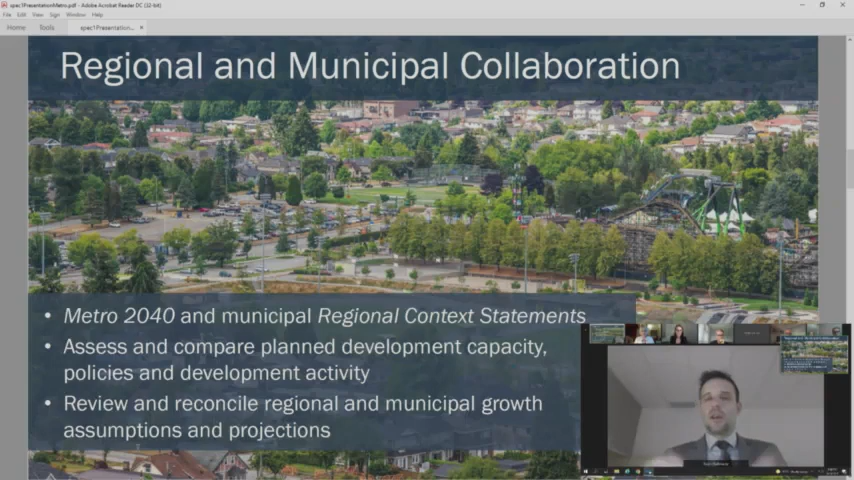 spec1PresentationMetro.pdf - Adobe Acrobat Reader DC (32-bit)
File Edit View Sign Window Help
Home Tools spec1Presentation...
Regional and Municipal Collaboration
• Metro 2040 and municipal Regional Context Statements
• Assess and compare planned development capacity,
policies and development activity
• Review and reconcile regional and municipal growth
assumptions and projections